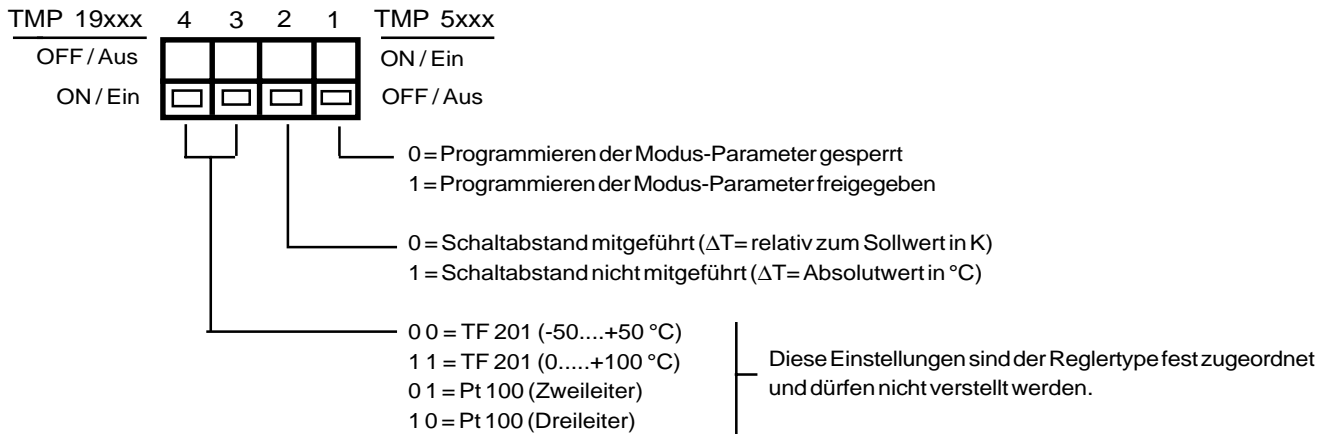 TMP 19xxx 4 3 2 1 TMP 5xxx
OFF / Aus ON / Ein
ON / Ein OFF / Aus
0 = Programmieren der Modus-Parameter gesperrt
1 = Programmieren der Modus-Parameter freigegeben
0 = Schaltabstand mitgeführt (ΔT= relativ zum Sollwert in K)
1 = Schaltabstand nicht mitgeführt (ΔT= Absolutwert in °C)
0 0 = TF 201 (-50....+50 °C)
1 1 = TF 201 (0.....+100 °C)
0 1 = Pt 100 (Zweileiter)
1 0 = Pt 100 (Dreileiter)
Diese Einstellungen sind der Reglertype fest zugeordnet
und dürfen nicht verstellt werden.